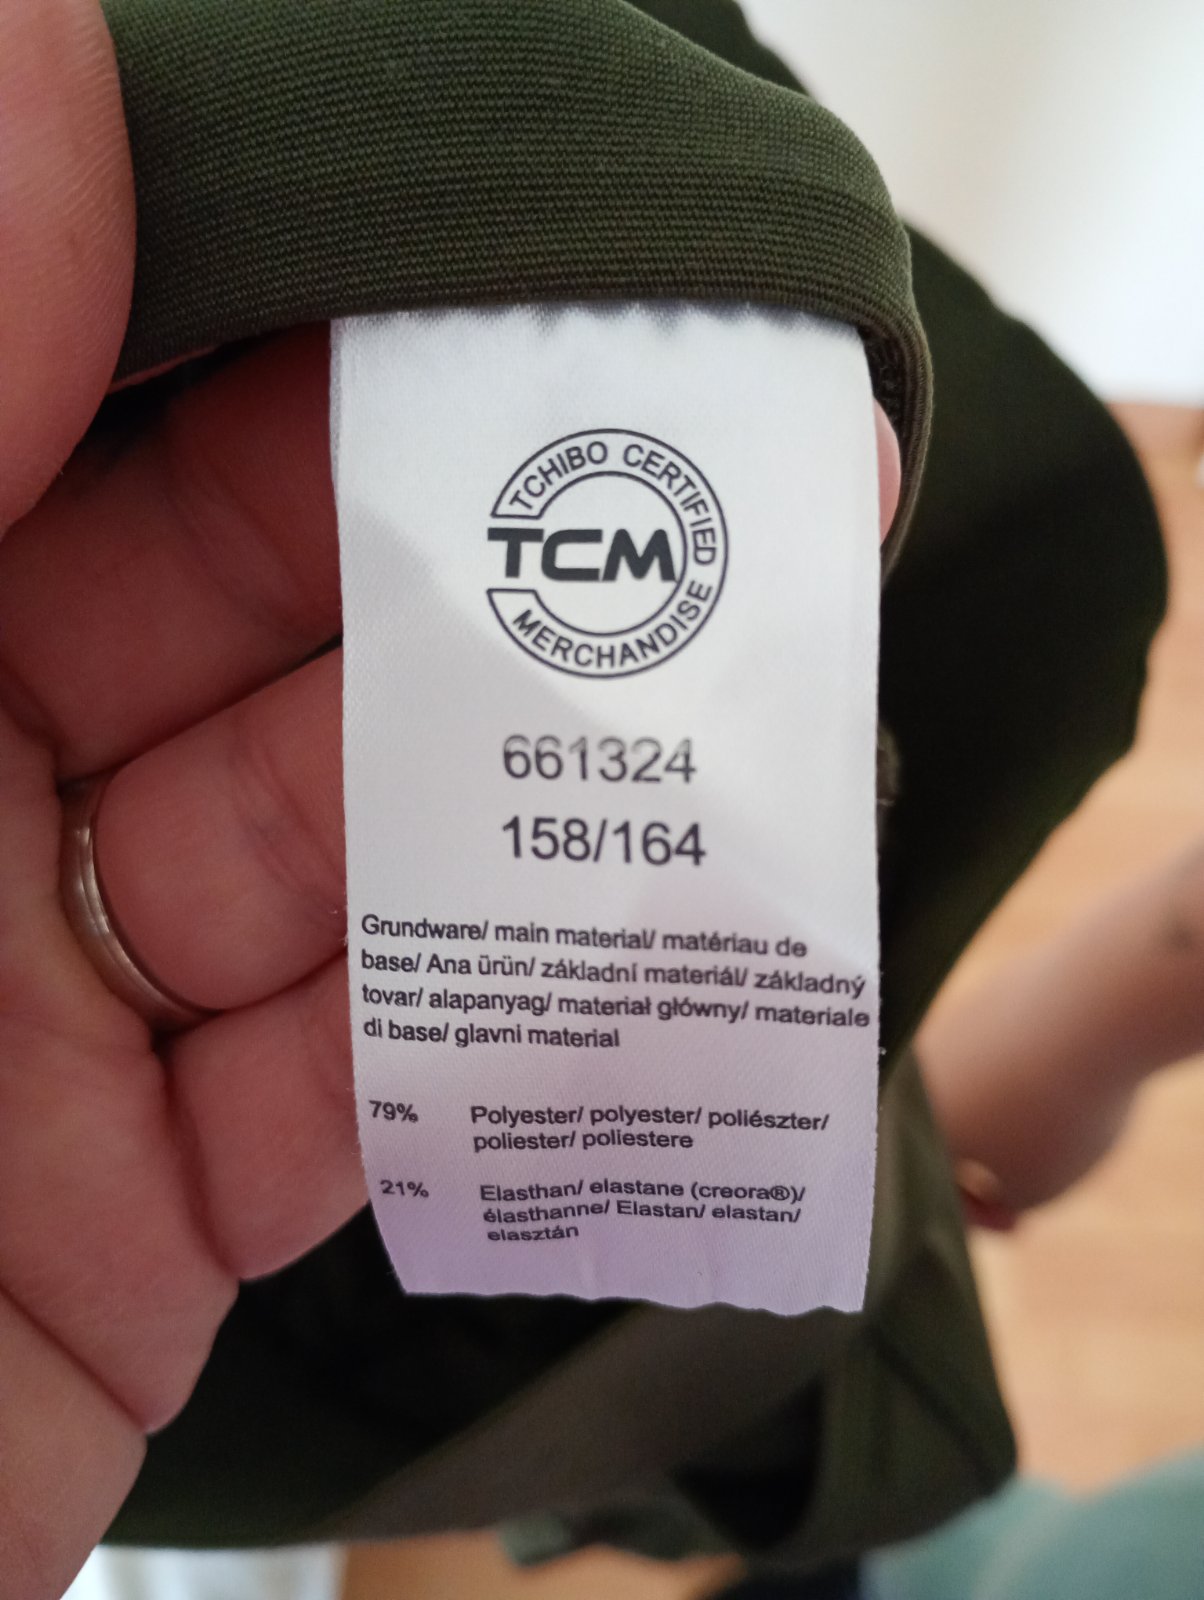 TCHIBO CERTIFIED
TCM
MERCHANDISE
661324
158/164
Grundware/ main material/ matériau de
base/ Ana ürün/ základní materiál/ základný
tovar/ alapanyag/ materiał główny/ materiale
di base/ glavni material
79% Polyester/ polyester/ poliészter/
poliester/ poliestere
21% Elasthan/ elastane (creora®)/
élasthanne/ Elastan/ elastan/
elasztán